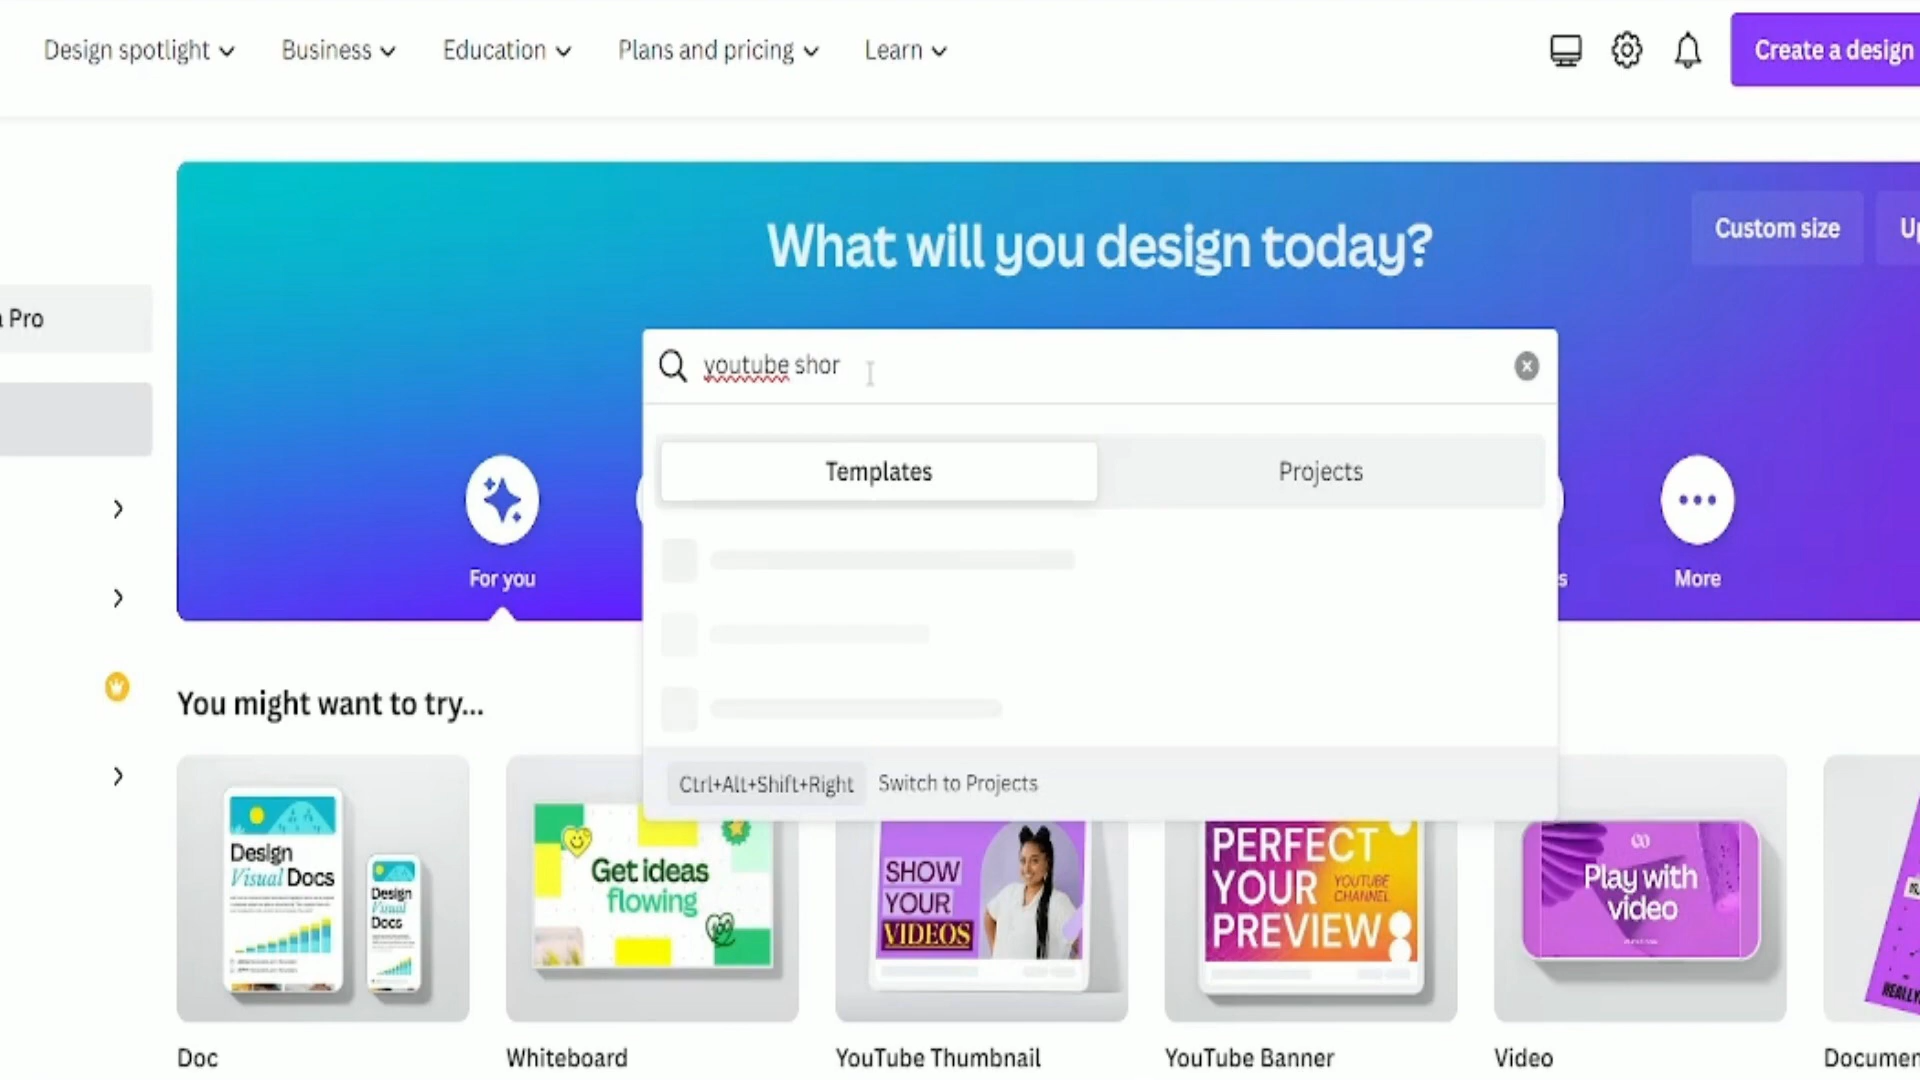 Design spotlight
Business
Education
Plans and pricing
Learn
Create a design
What will you design today?
Custom size
Pro
youtube shor
Templates
Projects
For you
More
Ctrl+Alt+Shift+Right
Switch to Projects
You might want to try...
Design
Visual Docs
Design
Visual
Docs
Get ideas
flowing
SHOW
YOUR
VIDEOS
PERFECT
YOUR
PREVIEW
YOUTUBE
CHANNEL
Play with
video
Doc
Whiteboard
YouTube Thumbnail
YouTube Banner
Video